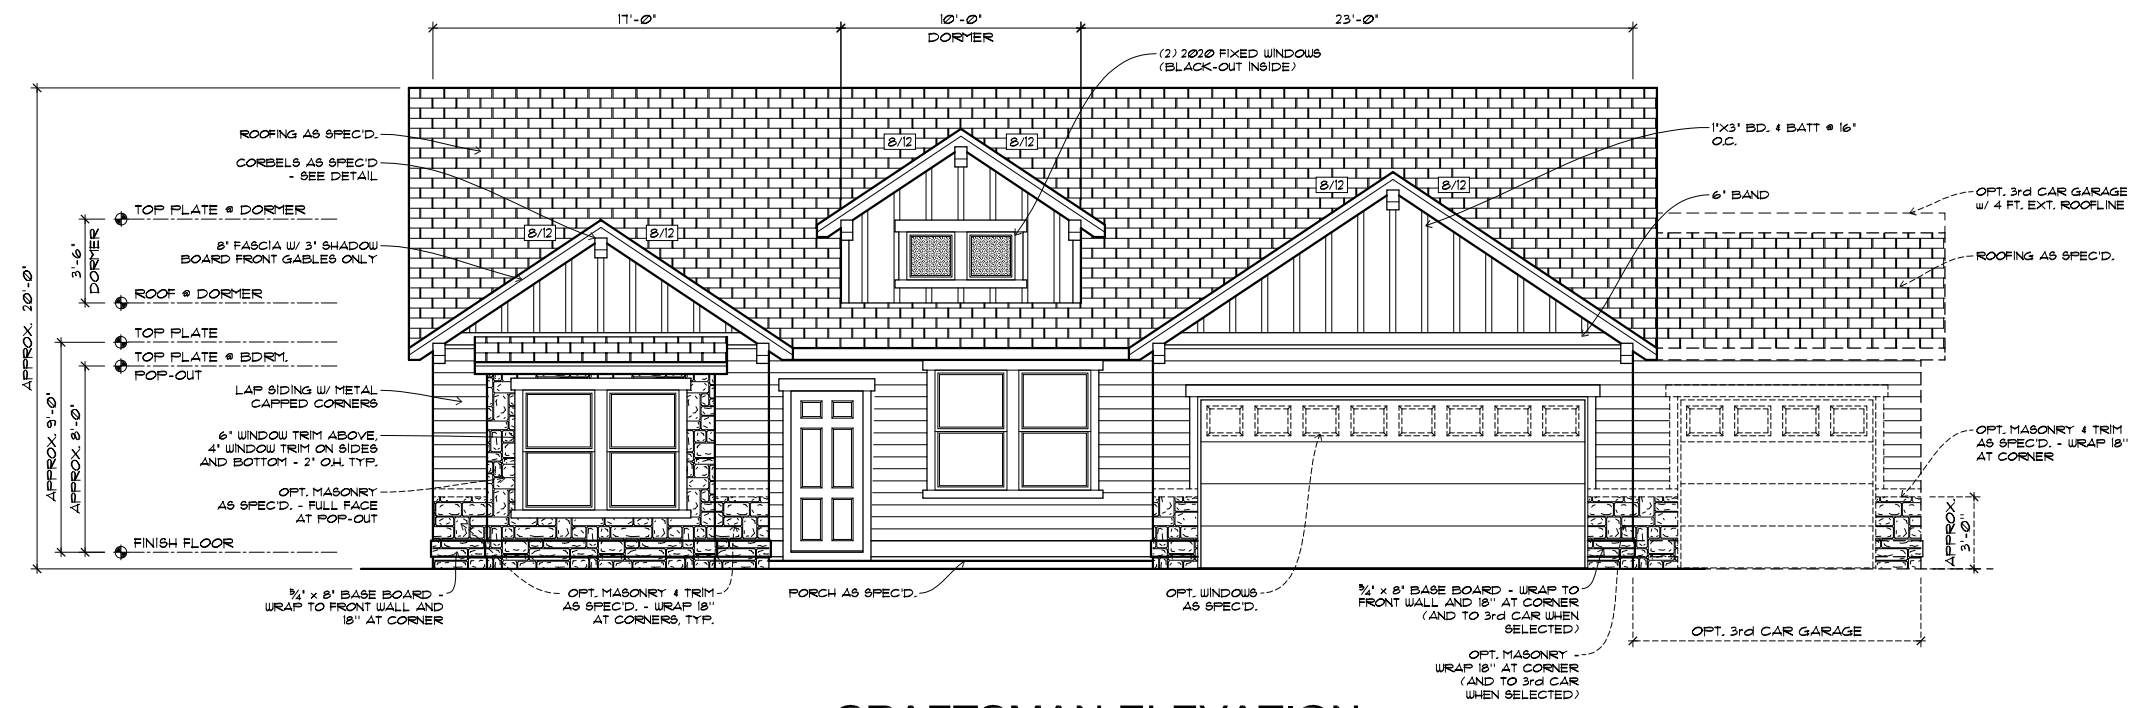 17'-0"
10'-0"
DORMER
23'-0"
(2) 2020 FIXED WINDOWS
(BLACK-OUT INSIDE)
ROOFING AS SPEC'D.
CORBELS AS SPEC'D
- SEE DETAIL
TOP PLATE @ DORMER
8" FASCIA W/ 3" SHADOW
BOARD FRONT GABLES ONLY
3'-6"
DORMER
ROOF @ DORMER
TOP PLATE
TOP PLATE @ BDRM.
POP-OUT
APPROX. 20'-0"
APPROX. 9'-0"
APPROX. 8'-0"
LAP SIDING W/ METAL
CAPPED CORNERS
6" WINDOW TRIM ABOVE,
4" WINDOW TRIM ON SIDES
AND BOTTOM - 2" O.H. TYP.
OPT. MASONRY
AS SPEC'D. - FULL FACE
AT POP-OUT
FINISH FLOOR
8/12
8/12
8/12
8/12
8/12
8/12
1"X3" BD. & BATT @ 16"
O.C.
6" BAND
OPT. 3rd CAR GARAGE
w/ 4 FT. EXT. ROOFLINE
ROOFING AS SPEC'D.
OPT. MASONRY & TRIM
AS SPEC'D. - WRAP 18"
AT CORNER
APPROX.
3'-0"
5/4" x 8" BASE BOARD -
WRAP TO FRONT WALL AND
18" AT CORNER
OPT. MASONRY & TRIM
AS SPEC'D. - WRAP 18"
AT CORNERS, TYP.
PORCH AS SPEC'D.
OPT. WINDOWS
AS SPEC'D.
5/4" x 8" BASE BOARD - WRAP TO
FRONT WALL AND 18" AT CORNER
(AND TO 3rd CAR WHEN
SELECTED)
OPT. 3rd CAR GARAGE
OPT. MASONRY -
WRAP 18" AT CORNER
(AND TO 3rd CAR
WHEN SELECTED)
CRAFTSMAN ELEVATION